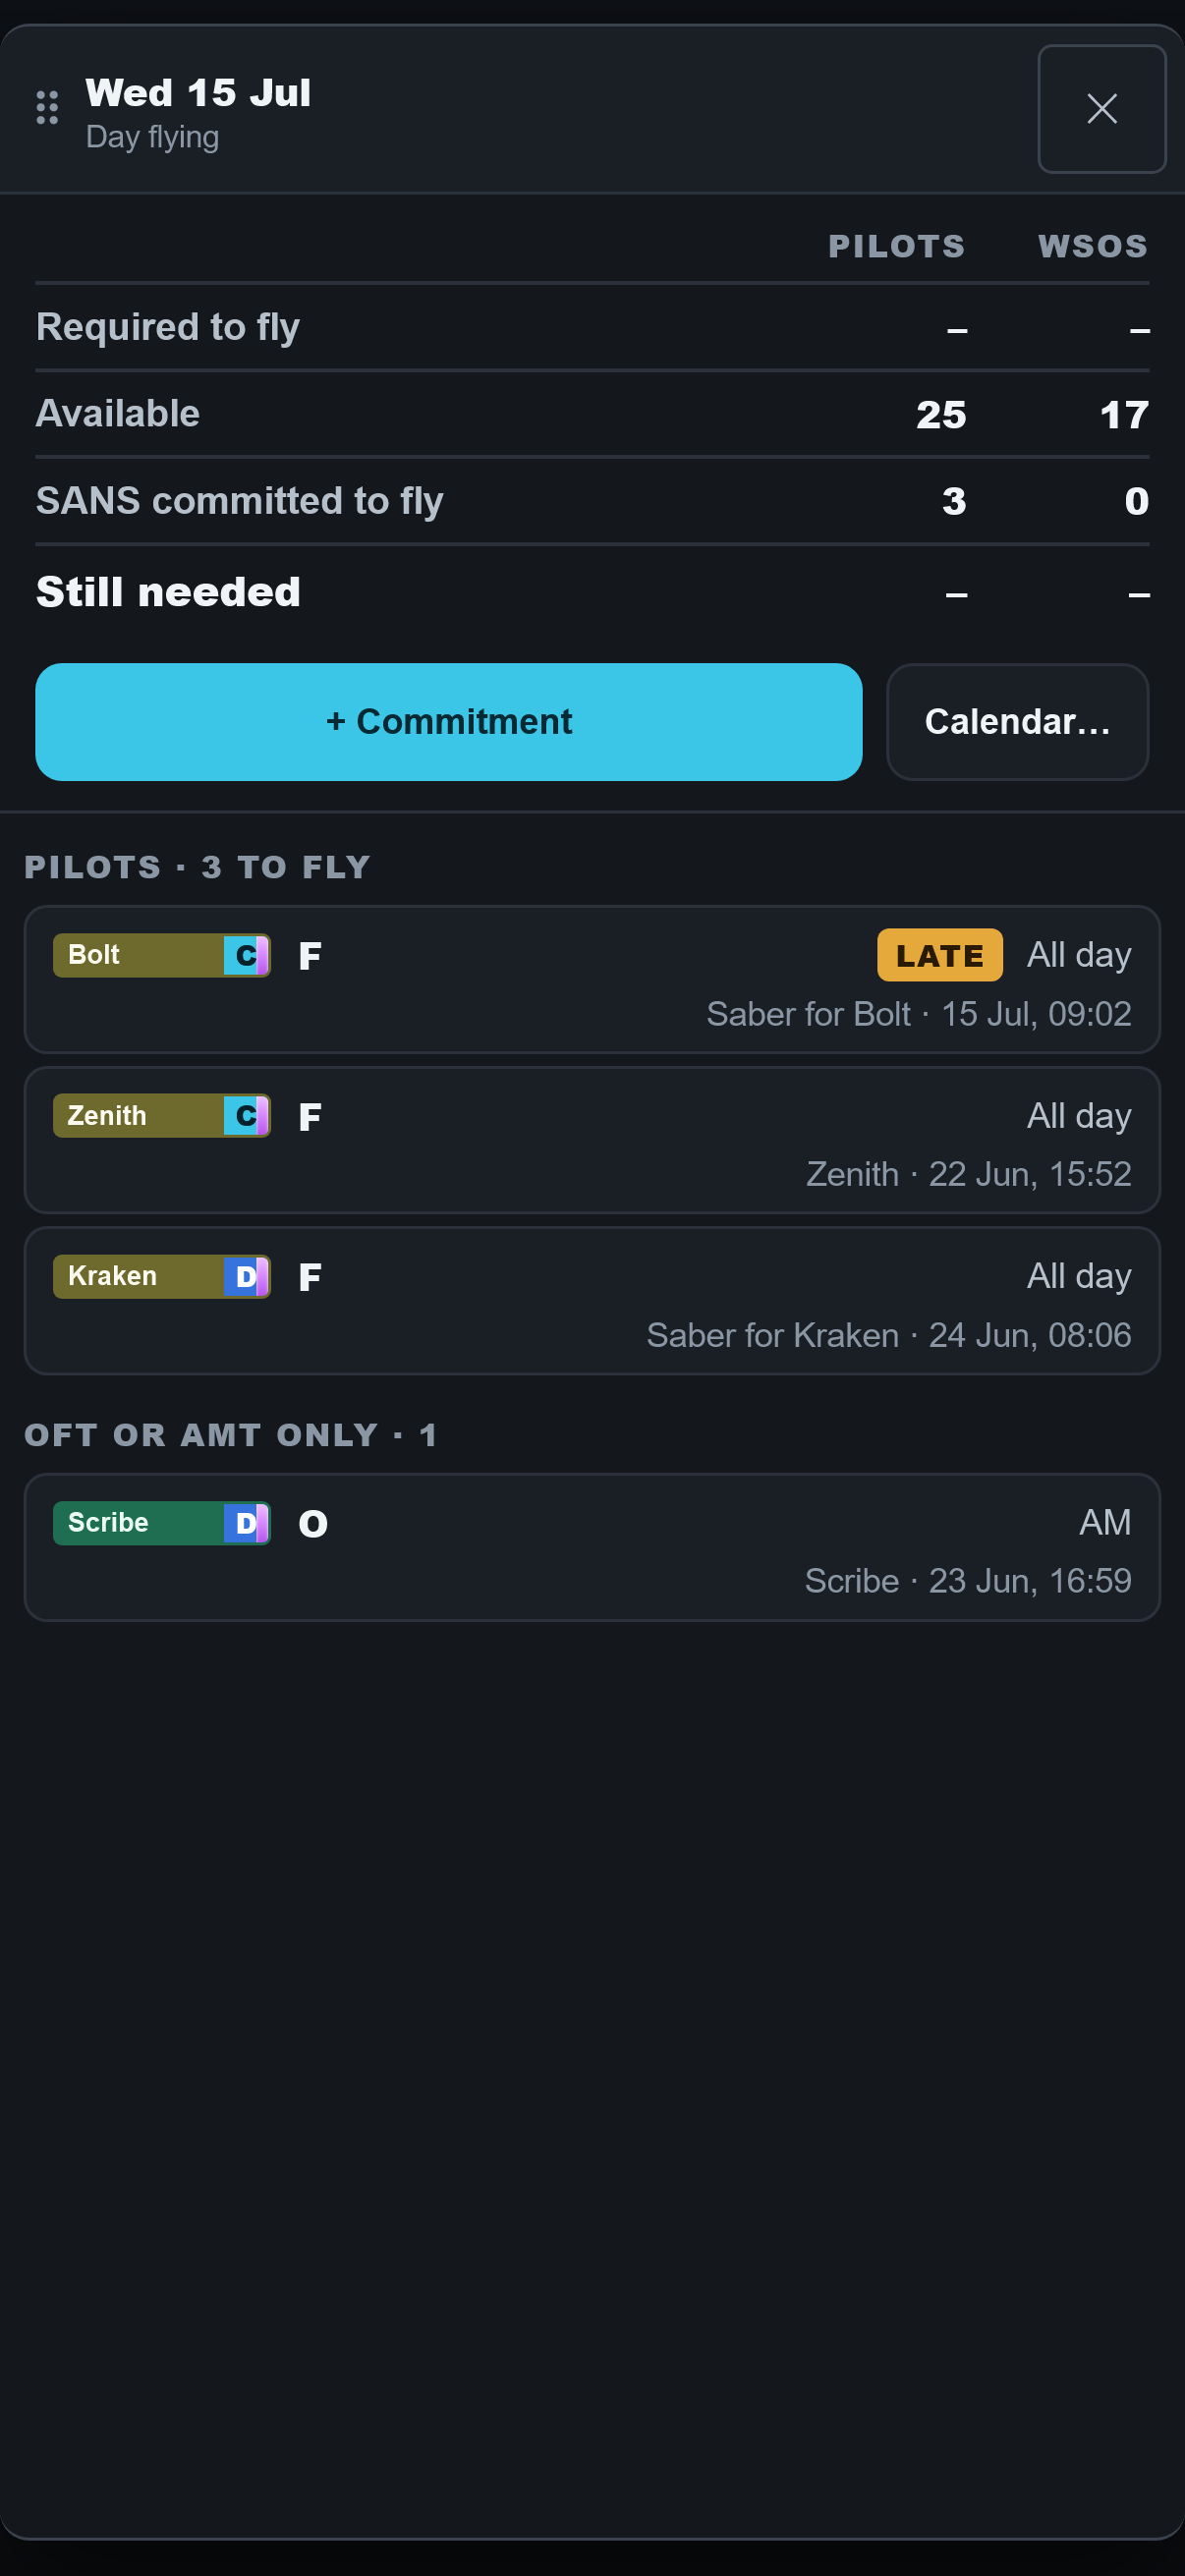 Wed 15 Jul
Day flying
PILOTS WSOS
Required to fly – –
Available 25 17
SANS committed to fly 3 0
Still needed – –
+ Commitment Calendar…
PILOTS · 3 TO FLY
Bolt C F LATE All day
Saber for Bolt · 15 Jul, 09:02
Zenith C F All day
Zenith · 22 Jun, 15:52
Kraken D F All day
Saber for Kraken · 24 Jun, 08:06
OFT OR AMT ONLY · 1
Scribe D O AM
Scribe · 23 Jun, 16:59